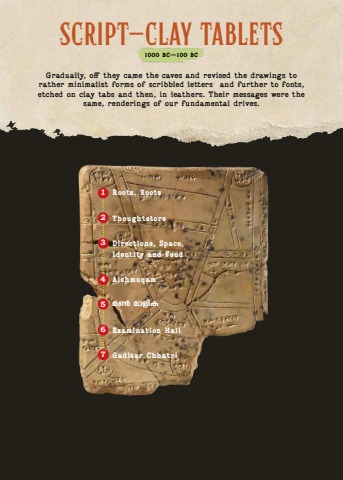 SCRIPT—CLAY TABLETS
1000 BC—100 BC
Gradually, off they came the caves and revised the drawings to
rather minimalist forms of scribbled letters and further to fonts,
etched on clay tabs and then, in leathers. Their messages were the
same, renderings of our fundamental drives.
1 Roots, Roots
2 Thoughtstore
3 Directions, Space,
Identity and Feud
4 Aishmuqam
5 മൺ മാളിക
6 Examination Hall
7 Gadisar Chhatri